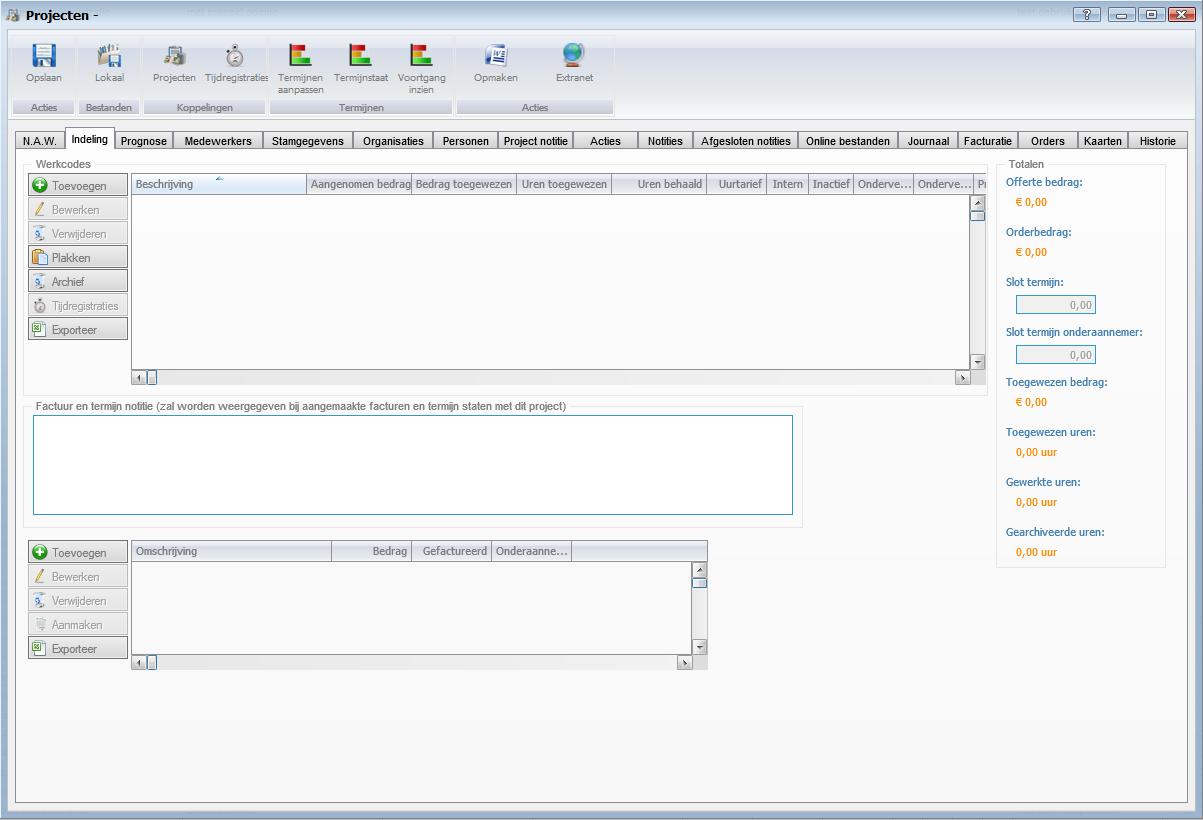 Projecten -
Opslaan
Lokaal
Projecten
Tijdregistraties
Termijnen aanpassen
Termijnstaat
Voortgang inzien
Opmaken
Extranet
Acties
Bestanden
Koppelingen
Termijnen
Acties
N.A.W. Indeling Prognose Medewerkers Stamgegevens Organisaties Personen Project notitie Acties Notities Afgesloten notities Online bestanden Journaal Facturatie Orders Kaarten Historie
Werkcodes
Toevoegen
Bewerken
Verwijderen
Plakken
Archief
Tijdregistraties
Exporteer
Beschrijving Aangenomen bedrag Bedrag toegewezen Uren toegewezen Uren behaald Uurtarief Intern Inactief Onderve... Onderve...
Factuur en termijn notitie (zal worden weergegeven bij aangemaakte facturen en termijn staten met dit project)
Toevoegen
Bewerken
Verwijderen
Aanmaken
Exporteer
Omschrijving Bedrag Gefactureerd Onderaanne...
Totalen
Offerte bedrag:
€ 0,00
Orderbedrag:
€ 0,00
Slot termijn:
0,00
Slot termijn onderaannemer:
0,00
Toegewezen bedrag:
€ 0,00
Toegewezen uren:
0,00 uur
Gewerkte uren:
0,00 uur
Gearchiveerde uren:
0,00 uur